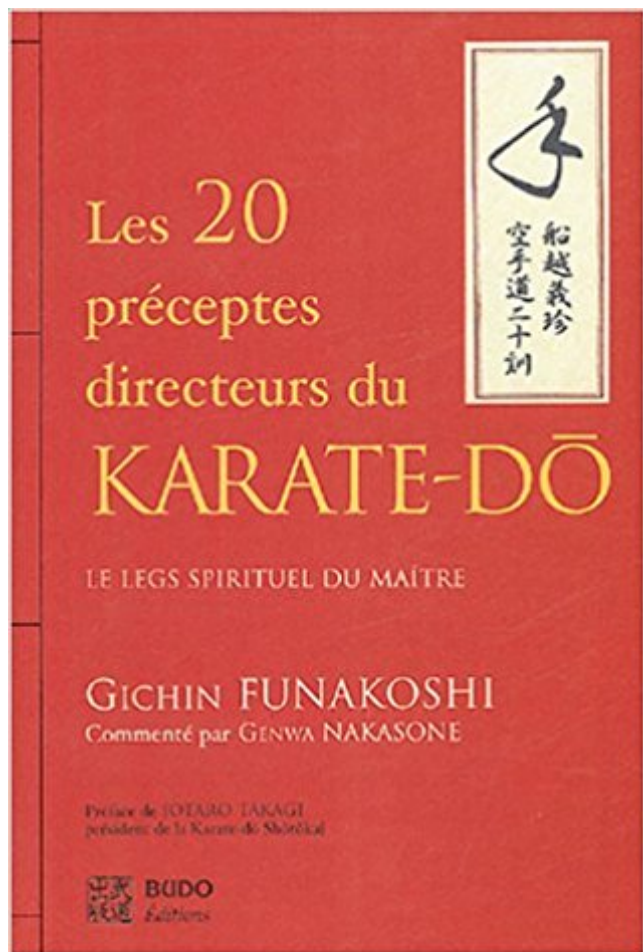 手
船越義珍
空手道二十訓
Les 20
préceptes
directeurs du
KARATE-DŌ
LE LEGS SPIRITUEL DU MAÎTRE
GICHIN FUNAKOSHI
Commenté par GENWA NAKASONE
Préface de JOTARO TAKAGI
président de la Karate-dō Shōtōkaï
BUDO
Éditions